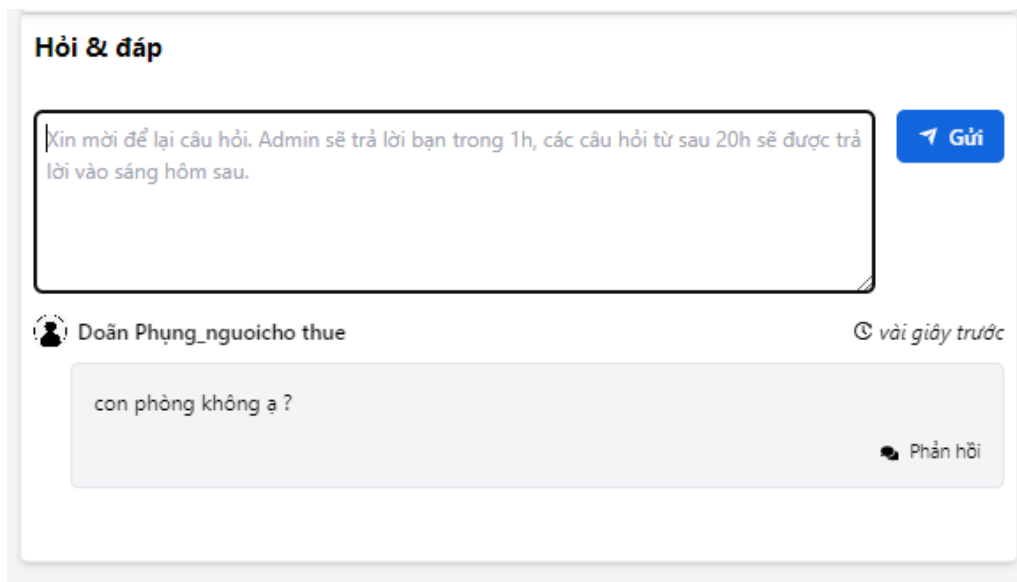 Hỏi & đáp
Xin mời để lại câu hỏi. Admin sẽ trả lời bạn trong 1h, các câu hỏi từ sau 20h sẽ được trả
lời vào sáng hôm sau.
Gửi
Doãn Phụng_nguoicho thue
vài giây trước
con phòng không ạ ?
Phản hồi